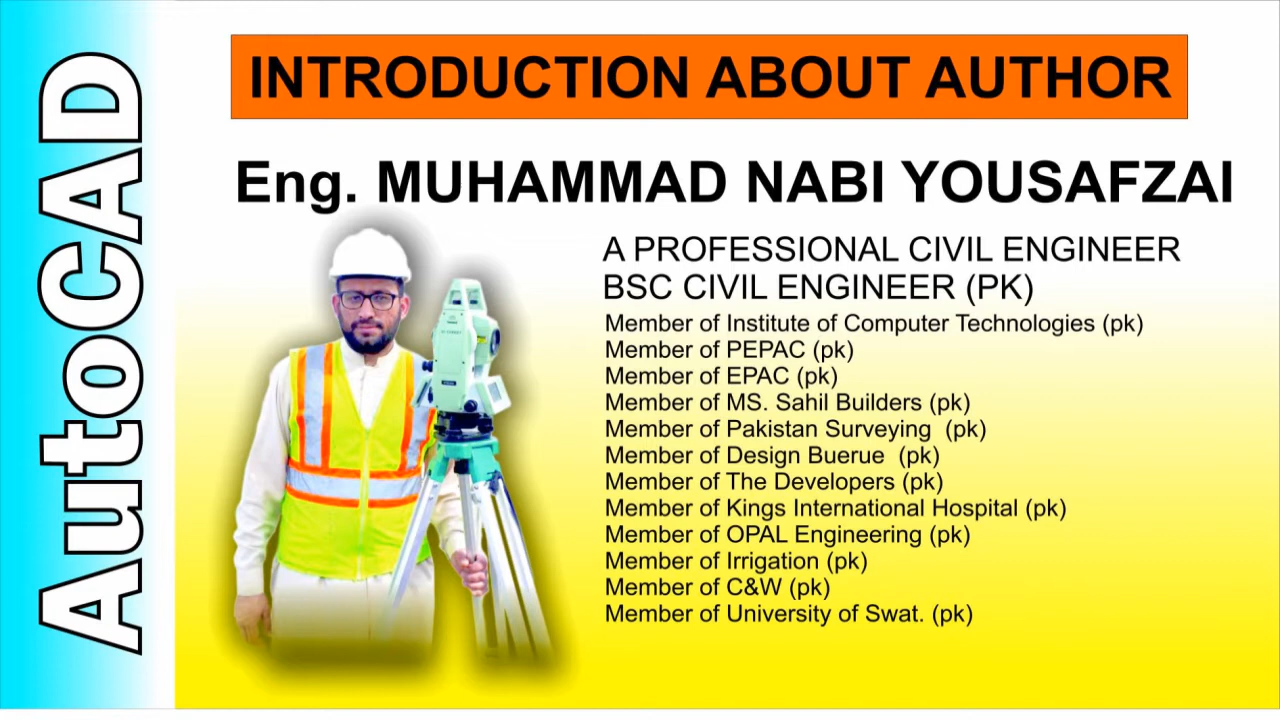 AutoCAD
INTRODUCTION ABOUT AUTHOR
Eng. MUHAMMAD NABI YOUSAFZAI
A PROFESSIONAL CIVIL ENGINEER
BSC CIVIL ENGINEER (PK)
Member of Institute of Computer Technologies (pk)
Member of PEPAC (pk)
Member of EPAC (pk)
Member of MS. Sahil Builders (pk)
Member of Pakistan Surveying (pk)
Member of Design Buerue (pk)
Member of The Developers (pk)
Member of Kings International Hospital (pk)
Member of OPAL Engineering (pk)
Member of Irrigation (pk)
Member of C&W (pk)
Member of University of Swat. (pk)